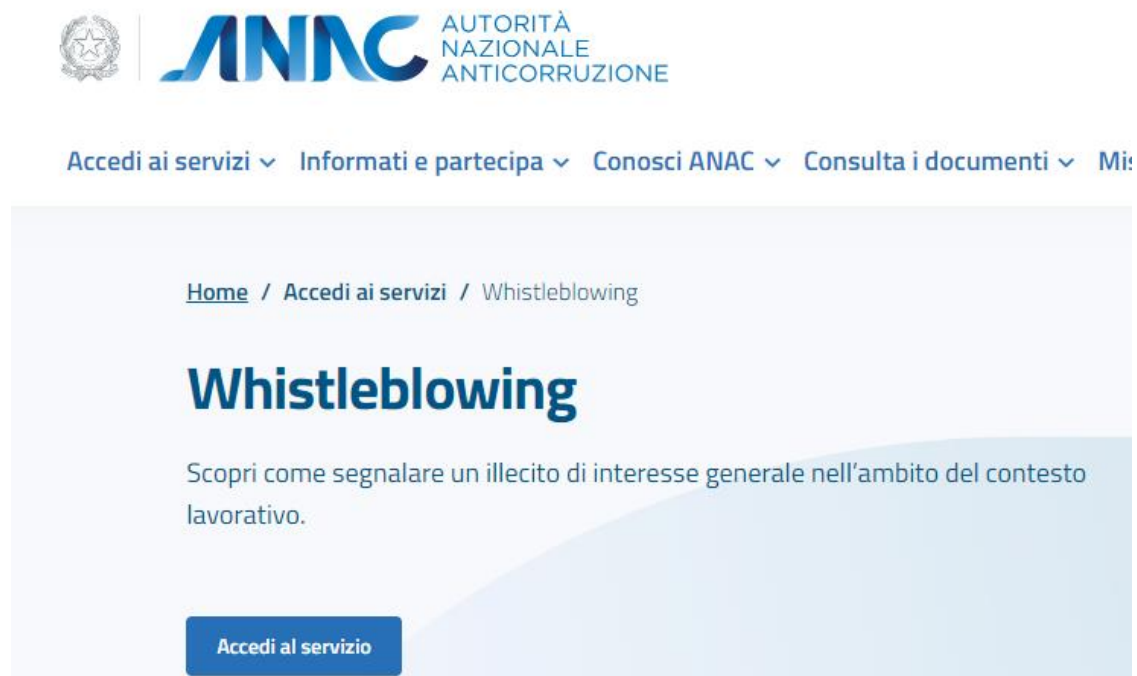 ANAC
AUTORITÀ
NAZIONALE
ANTICORRUZIONE
Accedi ai servizi Informati e partecipa Conosci ANAC Consulta i documenti Mis
Home / Accedi ai servizi / Whistleblowing
Whistleblowing
Scopri come segnalare un illecito di interesse generale nell’ambito del contesto
lavorativo.
Accedi al servizio